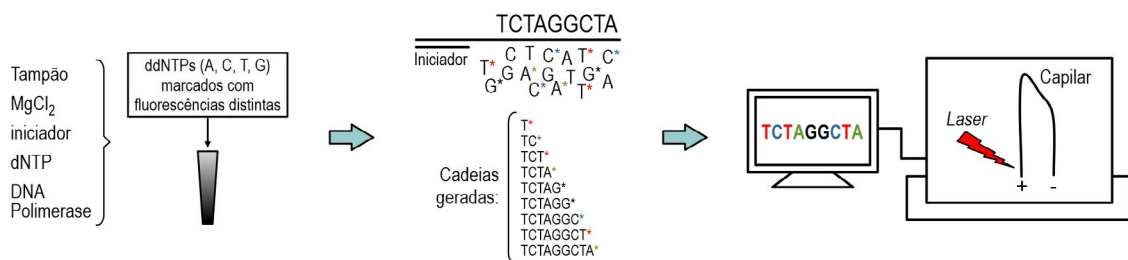 Tampão
MgCl₂
iniciador
dNTP
DNA
Polimerase
ddNTPs (A, C, T, G)
marcados com
fluorescências distintas
TCTAGGCTA
Iniciador
C T C* A T* C*
T* G A* G T G* A
G* C* A* T*
Cadeias
geradas:
T*
TC*
TCT*
TCTA*
TCTAG*
TCTAGG*
TCTAGGC*
TCTAGGCT*
TCTAGGCTA*
TCTAGGCTA
Capilar
Laser
+ -